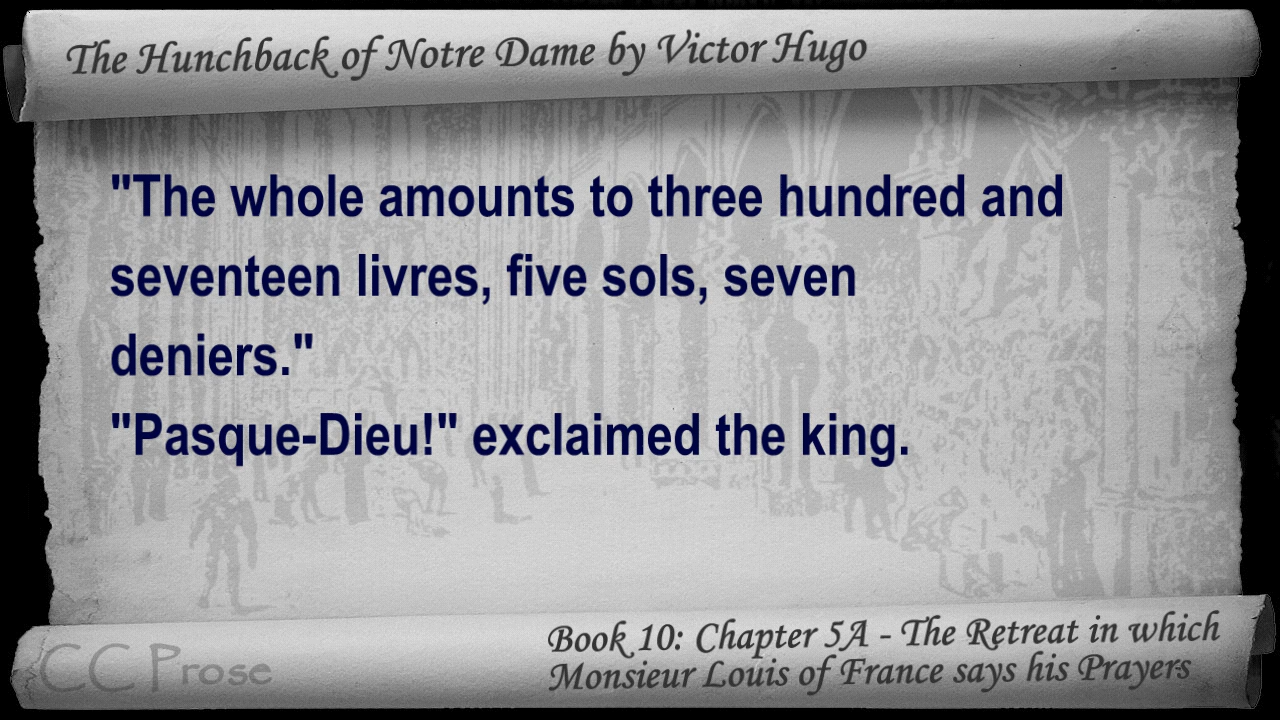 The Hunchback of Notre Dame by Victor Hugo
"The whole amounts to three hundred and
seventeen livres, five sols, seven
deniers."
"Pasque-Dieu!" exclaimed the king.
Book 10: Chapter 5A - The Retreat in which
Monsieur Louis of France says his Prayers
CC Prose